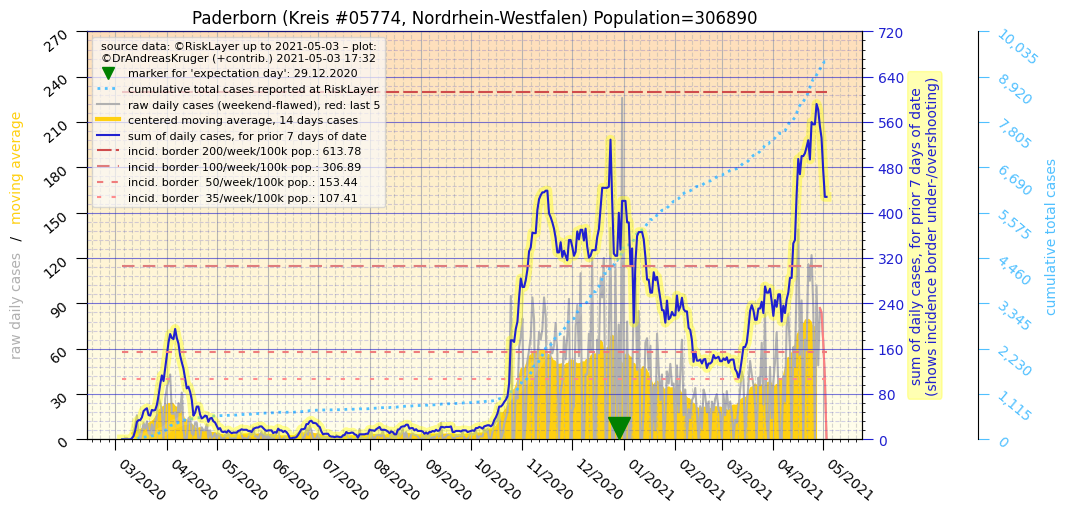 Paderborn (Kreis #05774, Nordrhein-Westfalen) Population=306890
source data: ©RiskLayer up to 2021-05-03 – plot:
©DrAndreasKruger (+contrib.) 2021-05-03 17:32
marker for 'expectation day': 29.12.2020
cumulative total cases reported at RiskLayer
raw daily cases (weekend-flawed), red: last 5
centered moving average, 14 days cases
sum of daily cases, for prior 7 days of date
incid. border 200/week/100k pop.: 613.78
incid. border 100/week/100k pop.: 306.89
incid. border  50/week/100k pop.: 153.44
incid. border  35/week/100k pop.: 107.41
raw daily cases  /  moving average
270
240
210
180
150
120
90
60
30
0
03/2020
04/2020
05/2020
06/2020
07/2020
08/2020
09/2020
10/2020
11/2020
12/2020
01/2021
02/2021
03/2021
04/2021
05/2021
720
640
560
480
400
320
240
160
80
0
sum of daily cases, for prior 7 days of date
(shows incidence border under-/overshooting)
10,035
8,920
7,805
6,690
5,575
4,460
3,345
2,230
1,115
0
cumulative total cases